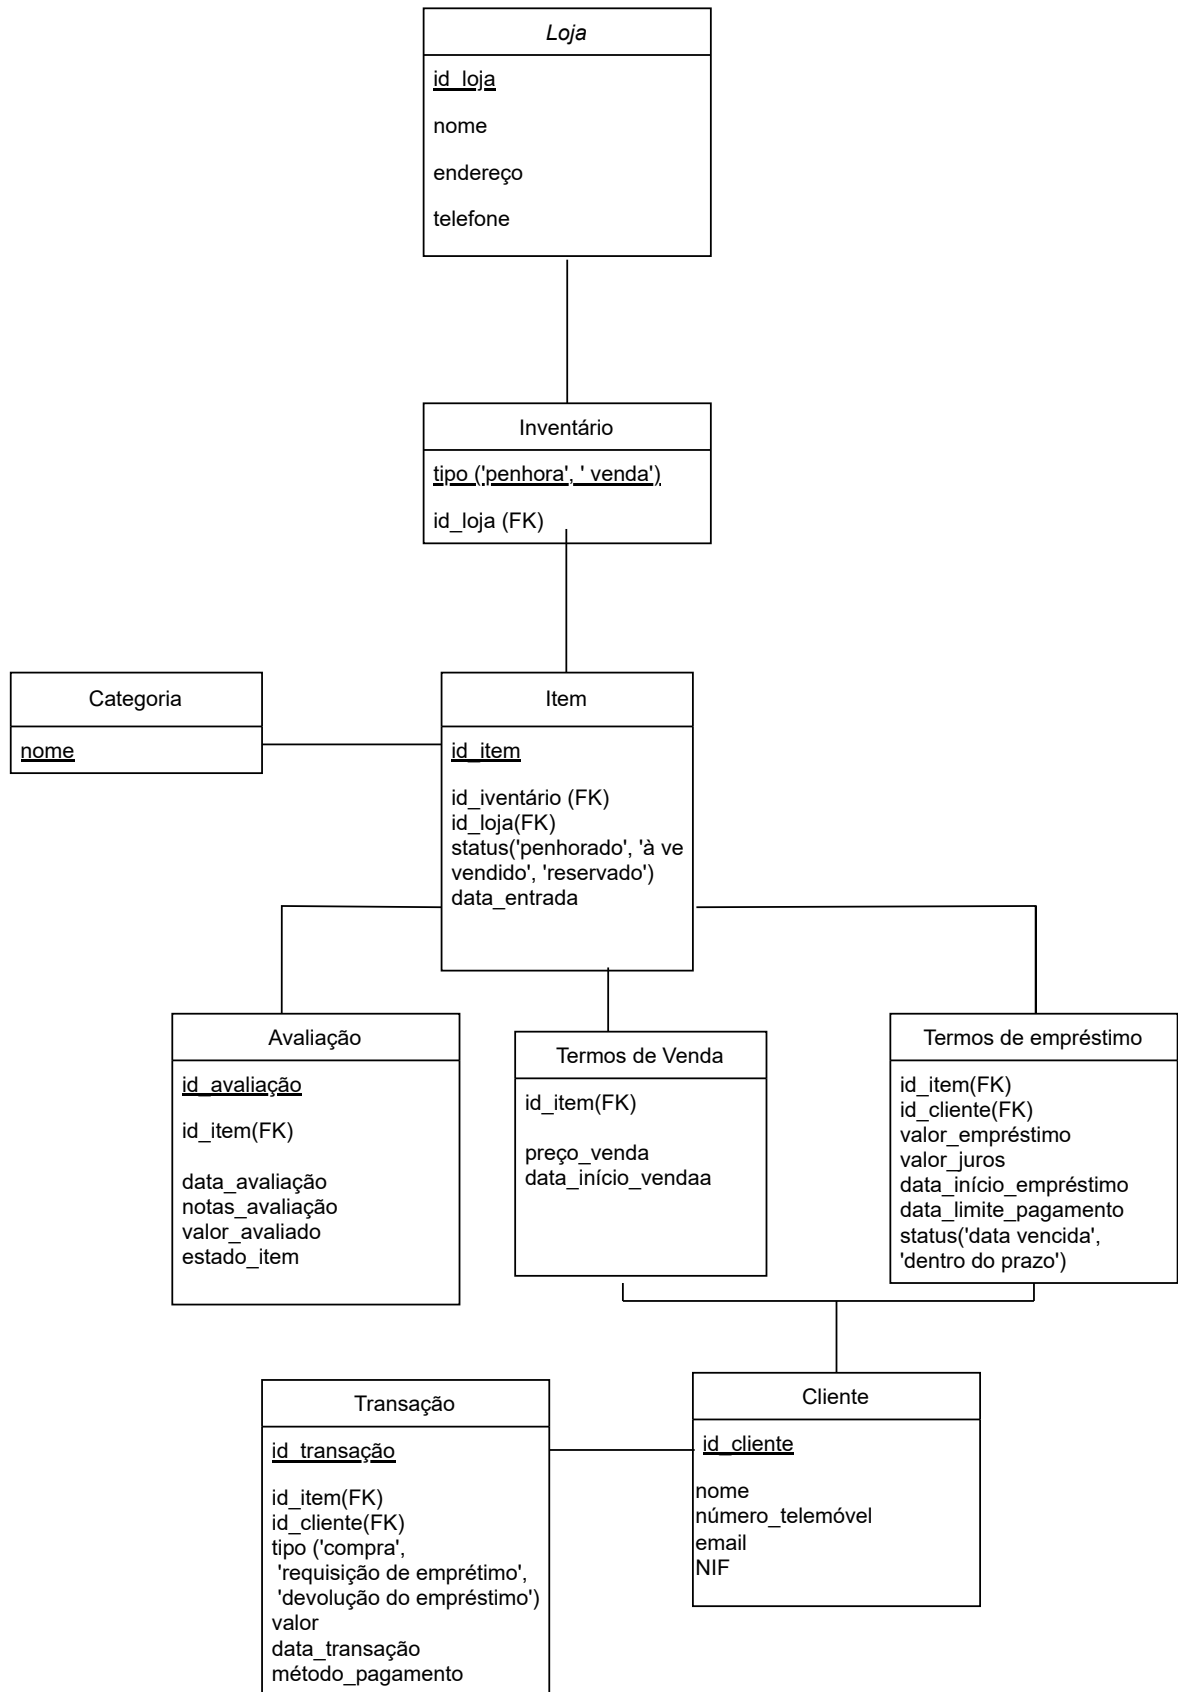 Loja
id_loja
nome
endereço
telefone
Inventário
tipo ('penhora', ' venda')
id_loja (FK)
Categoria
nome
Item
id_item
id_iventário (FK)
id_loja(FK)
status('penhorado', 'à ve
vendido', 'reservado')
data_entrada
Avaliação
id_avaliação
id_item(FK)
data_avaliação
notas_avaliação
valor_avaliado
estado_item
Termos de Venda
id_item(FK)
preço_venda
data_início_vendaa
Termos de empréstimo
id_item(FK)
id_cliente(FK)
valor_empréstimo
valor_juros
data_início_empréstimo
data_limite_pagamento
status('data vencida',
'dentro do prazo')
Transação
id_transação
id_item(FK)
id_cliente(FK)
tipo ('compra',
'requisição de emprétimo',
'devolução do empréstimo')
valor
data_transação
método_pagamento
Cliente
id_cliente
nome
número_telemóvel
email
NIF